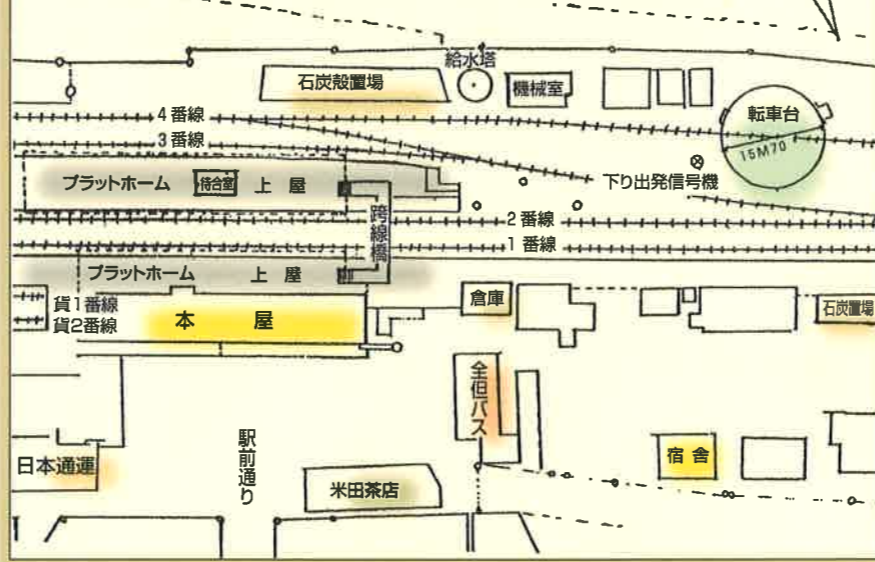 給水塔
石炭殻置場
機械室
4番線
転車台
3番線
15M70
プラットホーム
待合室
上屋
下り出発信号機
跨線橋
2番線
1番線
プラットホーム
上屋
貨1番線
貨2番線
倉庫
石炭置場
本屋
全但バス
駅前通り
宿舎
日本通運
米田茶店